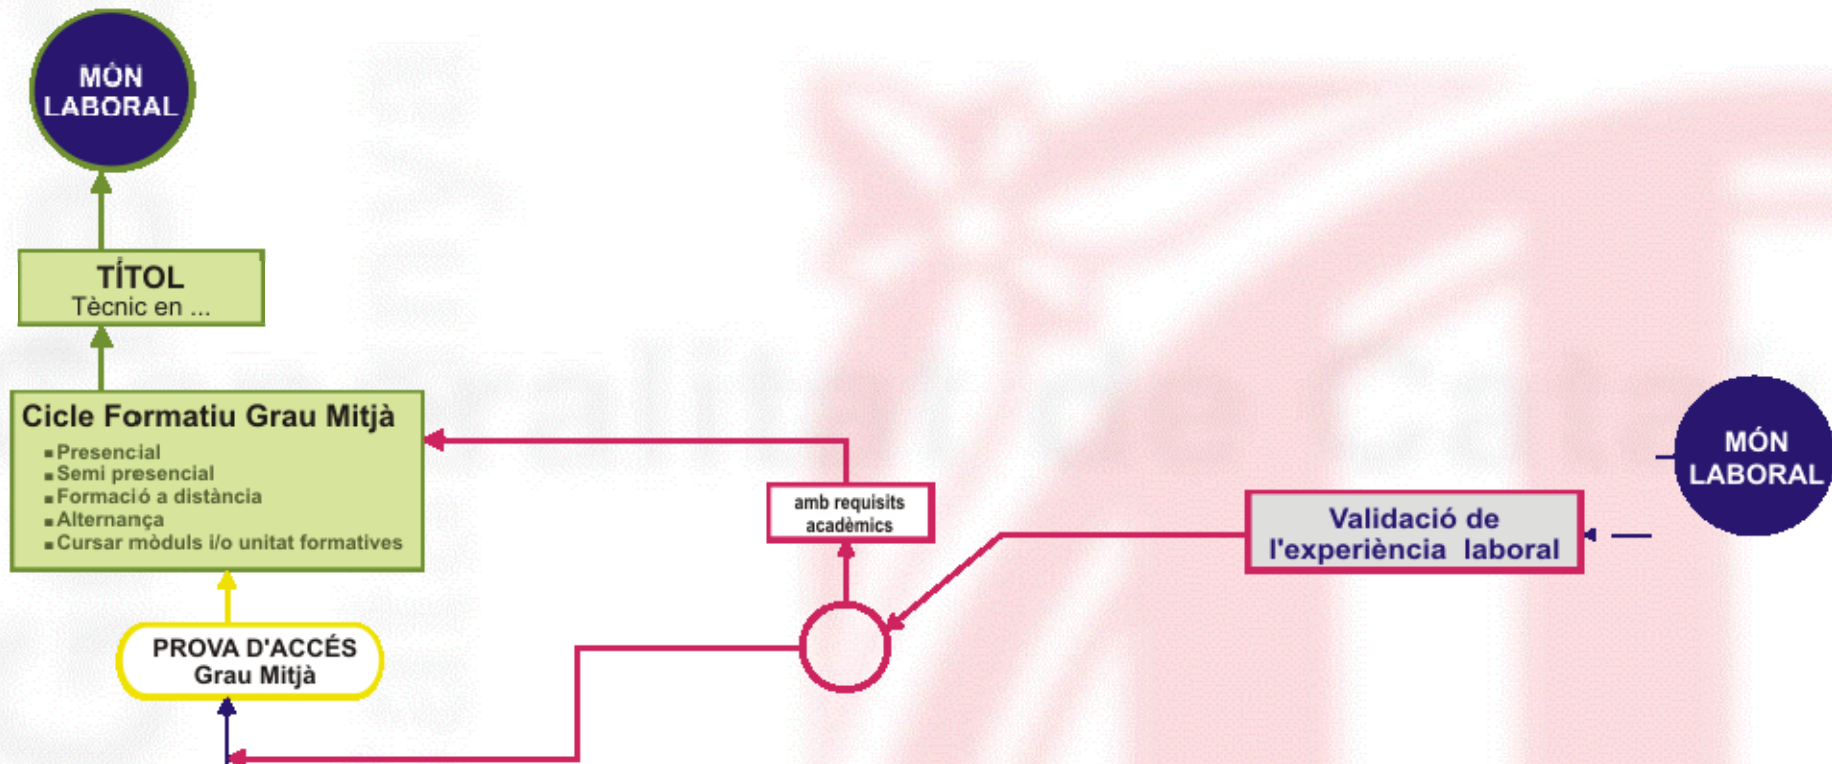 MÓN
LABORAL
TÍTOL
Tècnic en ...
Cicle Formatiu Grau Mitjà
Presencial
Semi presencial
Formació a distància
Alternança
Cursar mòduls i/o unitat formatives
amb requisits
acadèmics
Validació de
l'experiència laboral
MÓN
LABORAL
PROVA D'ACCÉS
Grau Mitjà